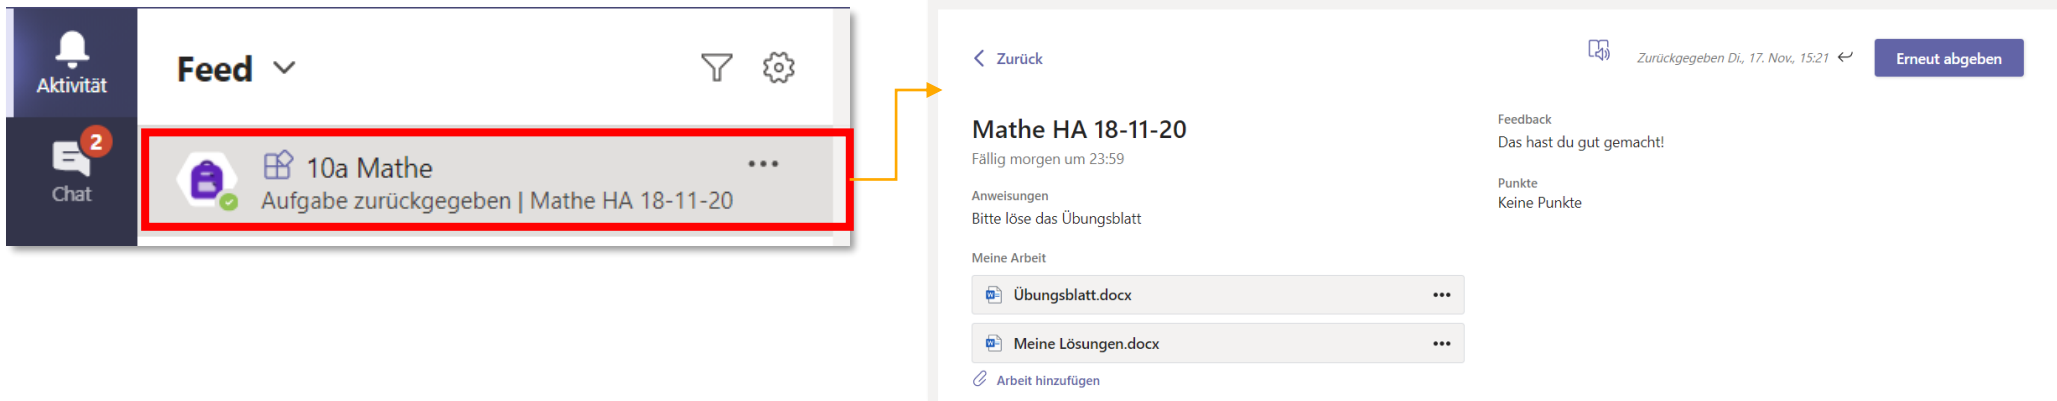 Aktivität
2
Chat
Feed
10a Mathe
Aufgabe zurückgegeben | Mathe HA 18-11-20
Zurück
Zurückgegeben Di., 17. Nov., 15:21
Erneut abgeben
Mathe HA 18-11-20
Fällig morgen um 23:59
Anweisungen
Bitte löse das Übungsblatt
Meine Arbeit
Übungsblatt.docx
Meine Lösungen.docx
Arbeit hinzufügen
Feedback
Das hast du gut gemacht!
Punkte
Keine Punkte